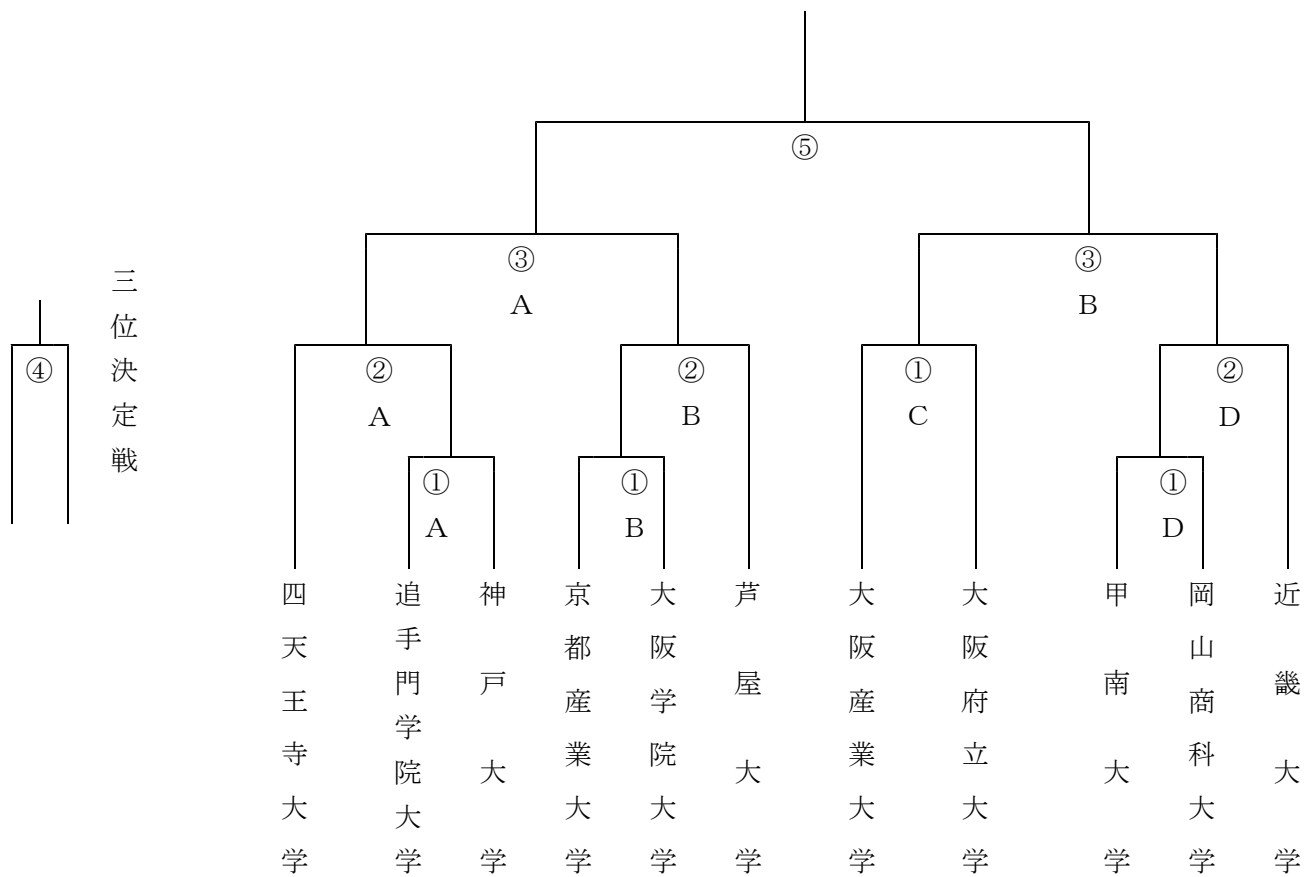 ⑤
③
A
③
B
三位決定戦
④
②
A
②
B
①
C
②
D
①
A
①
B
①
D
四天王寺大学
追手門学院大学
神戸大学
京都産業大学
大阪学院大学
芦屋大学
大阪産業大学
大阪府立大学
甲南大学
岡山商科大学
近畿大学